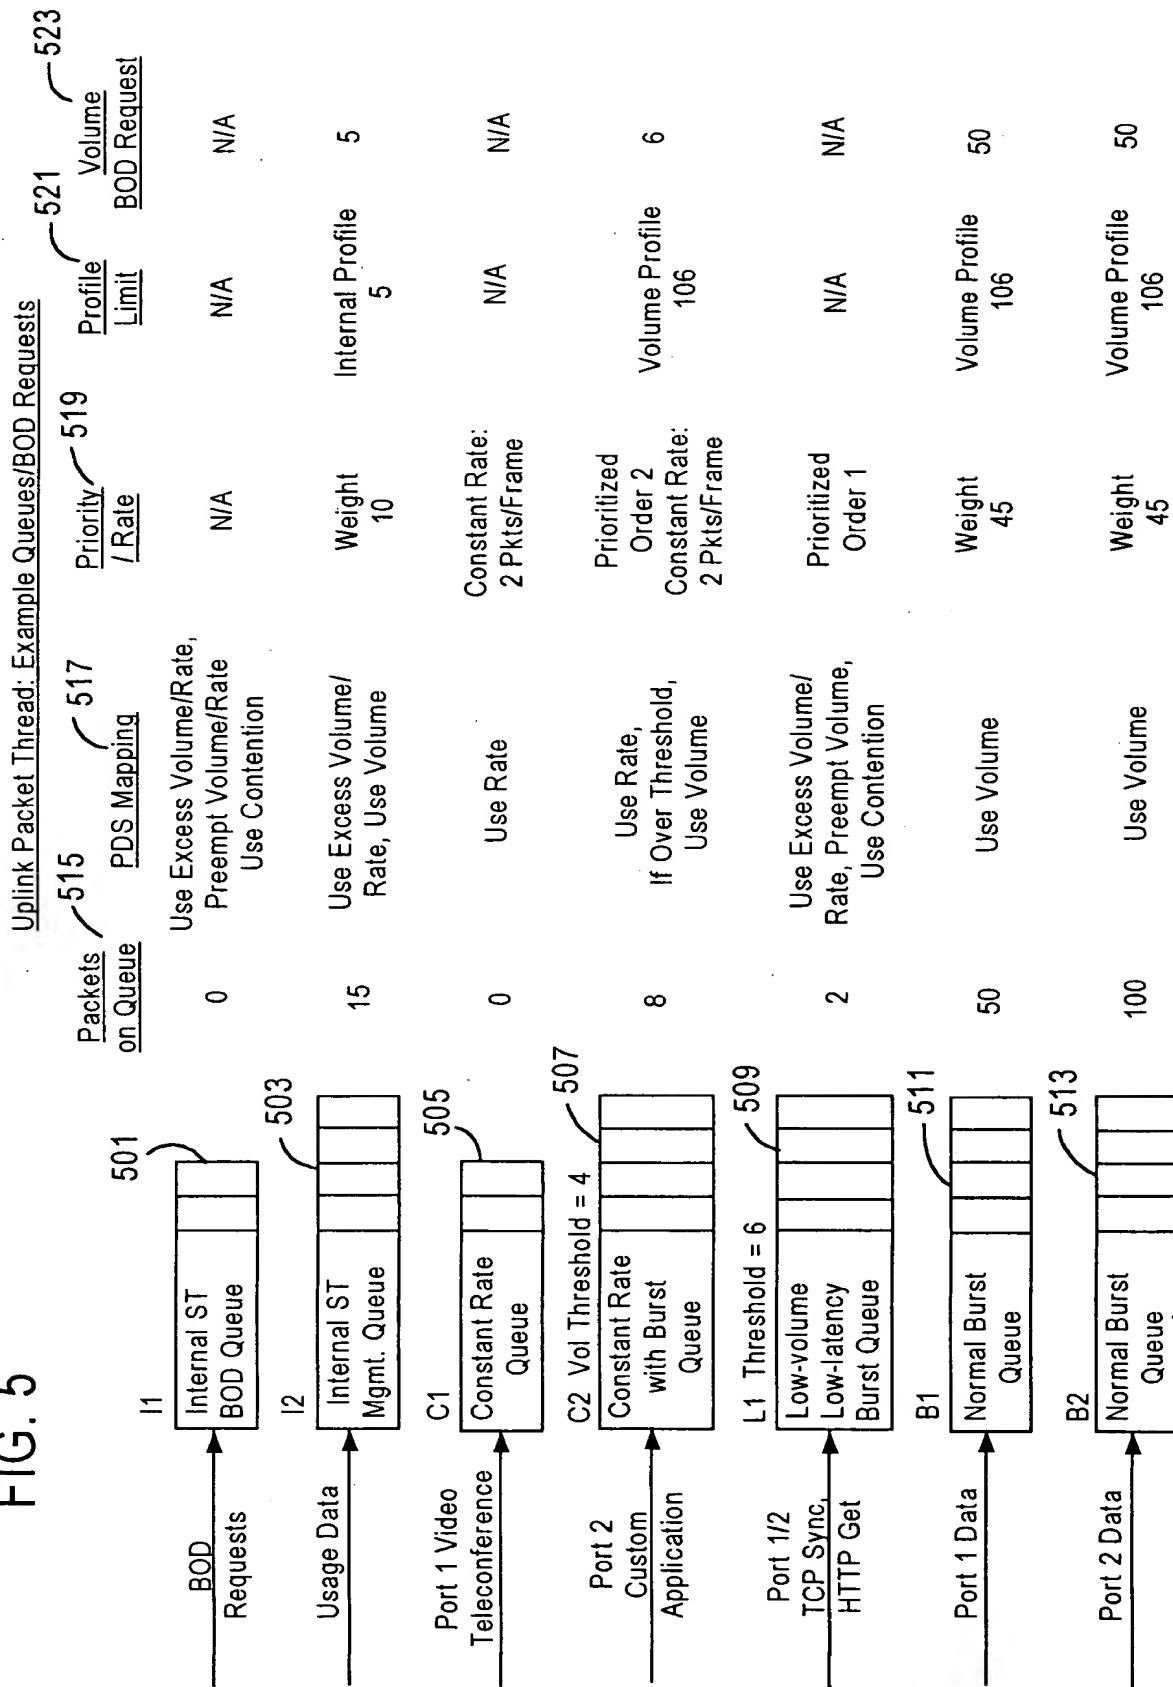 FIG. 5
Uplink Packet Thread: Example Queues/BOD Requests
515
517
519
521
523
Packets
on Queue
PDS Mapping
Priority
/ Rate
Profile
Limit
Volume
BOD Request
BOD
Requests
I1
501
Internal ST
BOD Queue
0
Use Excess Volume/Rate,
Preempt Volume/Rate
Use Contention
N/A
N/A
N/A
Usage Data
I2
503
Internal ST
Mgmt. Queue
15
Use Excess Volume/
Rate, Use Volume
Weight
10
Internal Profile
5
5
Port 1 Video
Teleconference
C1
505
Constant Rate
Queue
0
Use Rate
Constant Rate:
2 Pkts/Frame
N/A
N/A
Port 2
Custom
Application
C2 Vol Threshold = 4
507
Constant Rate
with Burst
Queue
8
Use Rate,
If Over Threshold,
Use Volume
Prioritized
Order 2
Constant Rate:
2 Pkts/Frame
Volume Profile
106
6
Port 1/2
TCP Sync,
HTTP Get
L1 Threshold = 6
509
Low-volume
Low-latency
Burst Queue
2
Use Excess Volume/
Rate, Preempt Volume,
Use Contention
Prioritized
Order 1
N/A
N/A
Port 1 Data
B1
511
Normal Burst
Queue
50
Use Volume
Weight
45
Volume Profile
106
50
Port 2 Data
B2
513
Normal Burst
Queue
100
Use Volume
Weight
45
Volume Profile
106
50